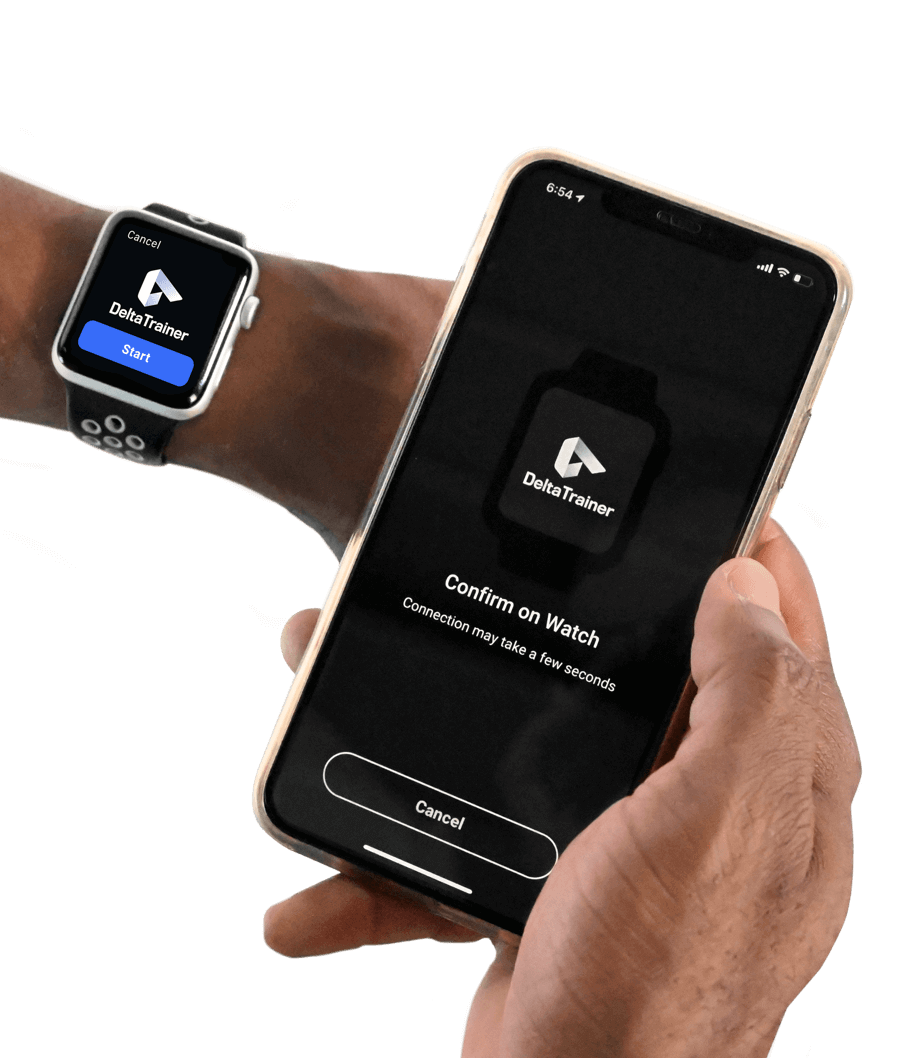 Cancel
DeltaTrainer
Start
6:54
DeltaTrainer
Confirm on Watch
Connection may take a few seconds
Cancel